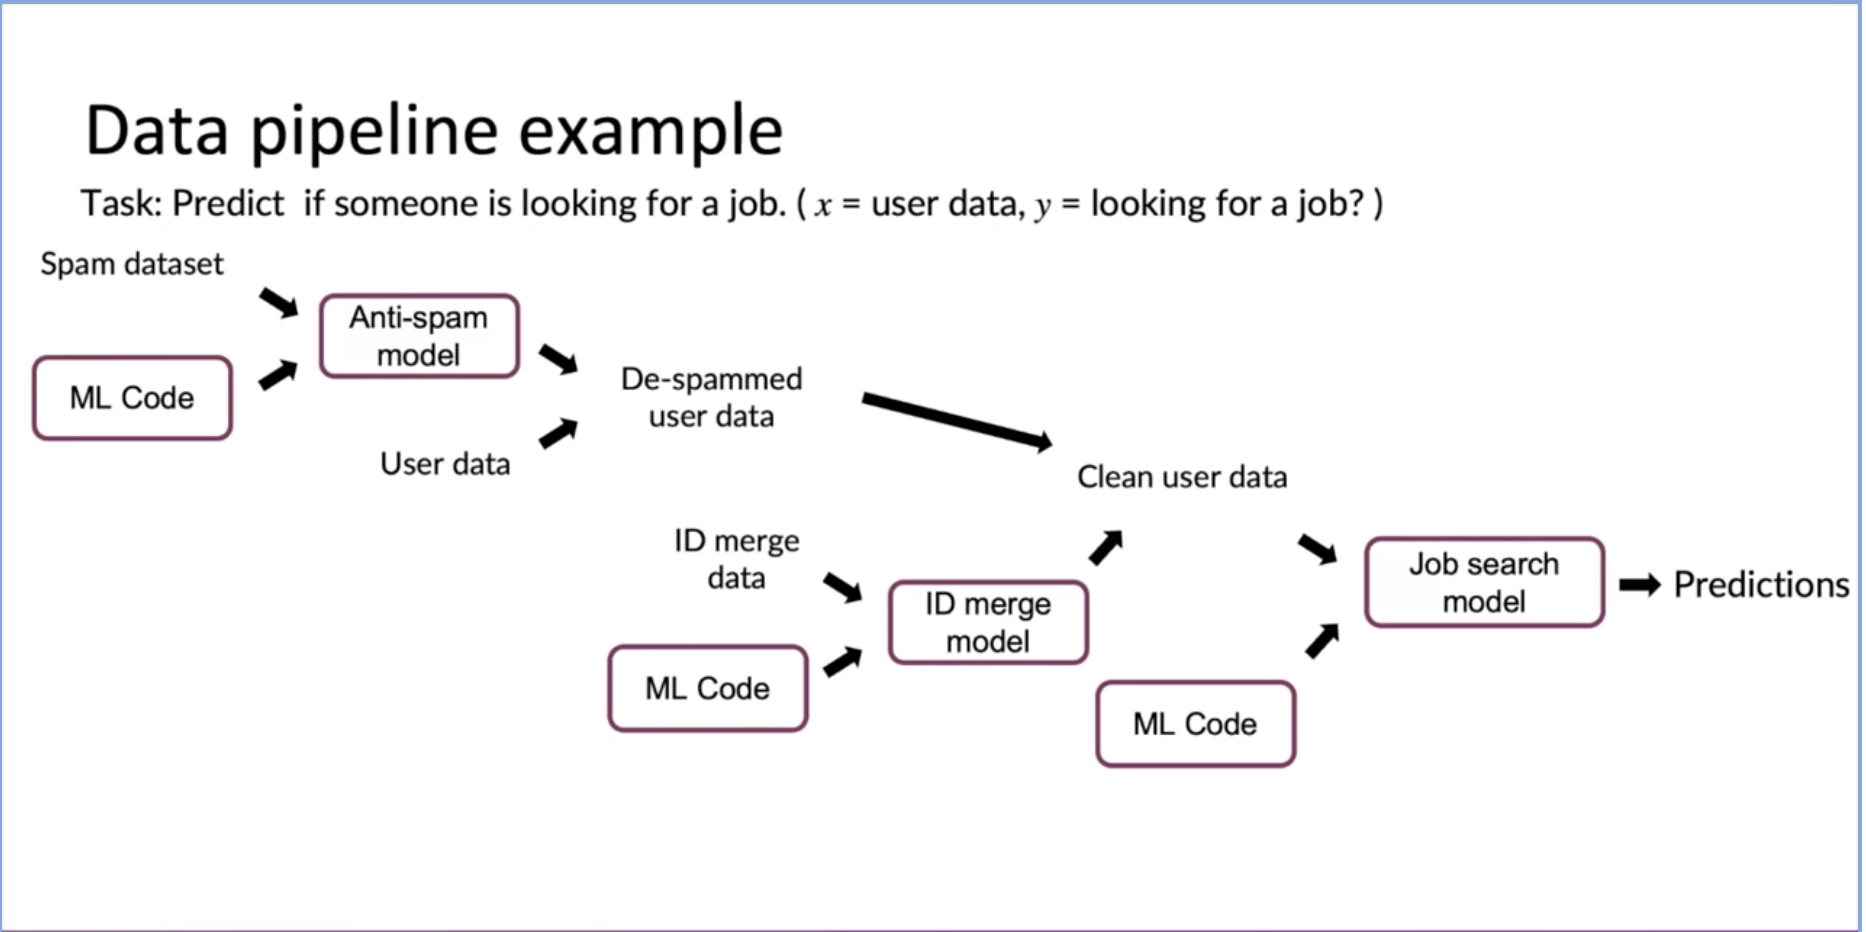 Data pipeline example
Task: Predict if someone is looking for a job. ( x = user data, y = looking for a job? )
Spam dataset
Anti-spam
model
ML Code
De-spammed
user data
User data
Clean user data
ID merge
data
ID merge
model
ML Code
Job search
model
Predictions
ML Code